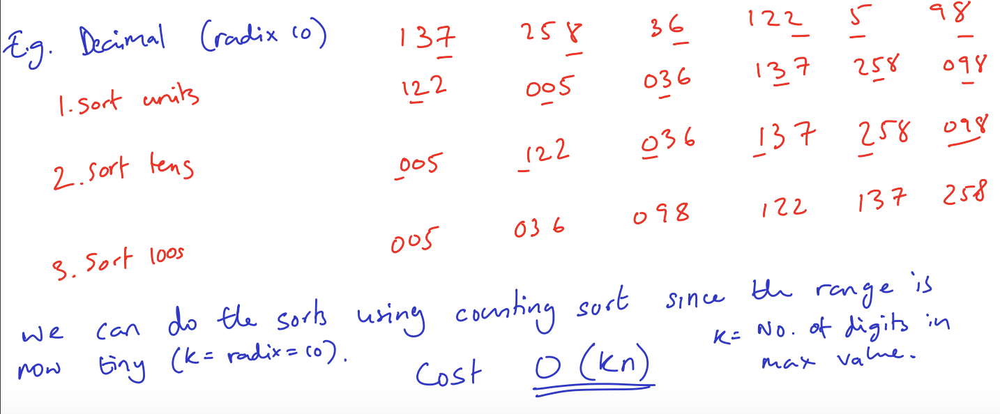 E.g. Decimal (radix 10) 137 258 36 122 5 98
1. sort units 122 005 036 137 258 098
2. sort tens 005 122 036 137 258 098
3. sort 100s 005 036 098 122 137 258
we can do the sorts using counting sort since the range is
now tiny (k = radix = 10). Cost O(kn) k = No. of digits in
max value.